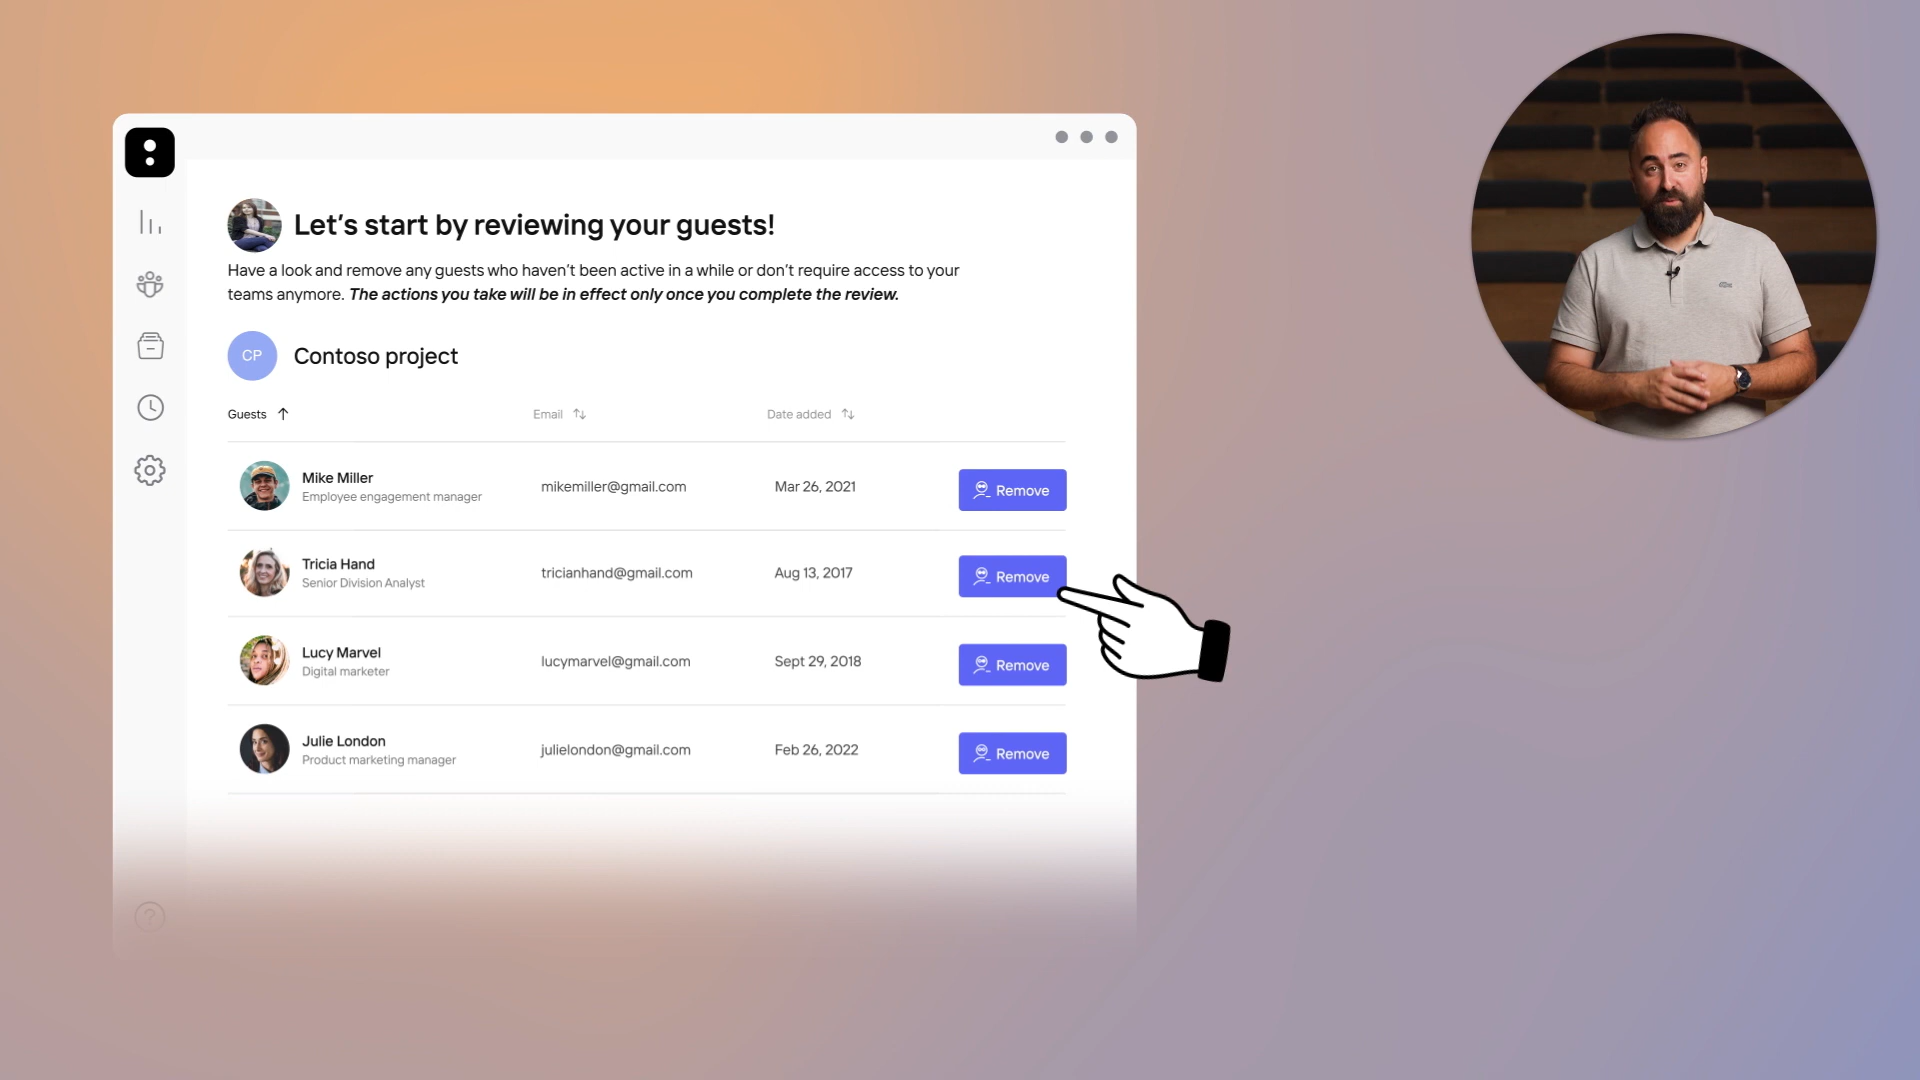 Let’s start by reviewing your guests!
Have a look and remove any guests who haven’t been active in a while or don’t require access to your
teams anymore. The actions you take will be in effect only once you complete the review.
CP Contoso project
Guests Email Date added
Mike Miller
Employee engagement manager
mikemiller@gmail.com
Mar 26, 2021
Remove
Tricia Hand
Senior Division Analyst
tricianhand@gmail.com
Aug 13, 2017
Remove
Lucy Marvel
Digital marketer
lucymarvel@gmail.com
Sept 29, 2018
Remove
Julie London
Product marketing manager
julielondon@gmail.com
Feb 26, 2022
Remove
?